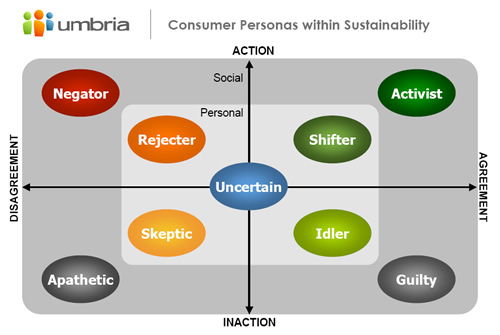 umbria
Consumer Personas within Sustainability
ACTION
Social
Negator
Activist
Personal
Rejecter
Shifter
DISAGREEMENT
Uncertain
AGREEMENT
Skeptic
Idler
Apathetic
Guilty
INACTION